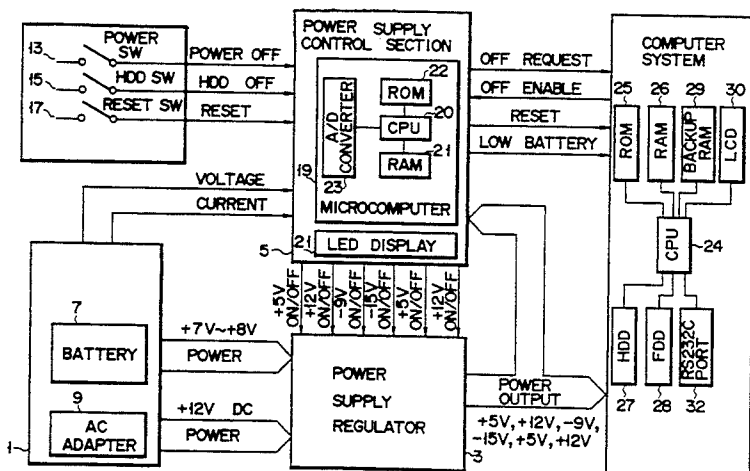 POWER
SW
13
POWER OFF
15
HDD SW
HDD OFF
17
RESET SW
RESET
POWER SUPPLY
CONTROL SECTION
22
ROM
A/D
CONVERTER
CPU
20
21
RAM
19
23
MICROCOMPUTER
21
LED DISPLAY
5
OFF REQUEST
OFF ENABLE
RESET
LOW BATTERY
COMPUTER
SYSTEM
25
26
29
30
ROM
RAM
BACKUP
RAM
LCD
CPU
24
HDD
FDD
RS232C
PORT
27
28
32
VOLTAGE
CURRENT
7
BATTERY
9
AC
ADAPTER
1
+7V~+8V
POWER
+12V DC
POWER
+5V
ON/OFF
+12V
ON/OFF
-9V
ON/OFF
-15V
ON/OFF
+5V
ON/OFF
+12V
ON/OFF
POWER
SUPPLY
REGULATOR
3
POWER
OUTPUT
+5V,+12V,-9V,
-15V,+5V,+12V